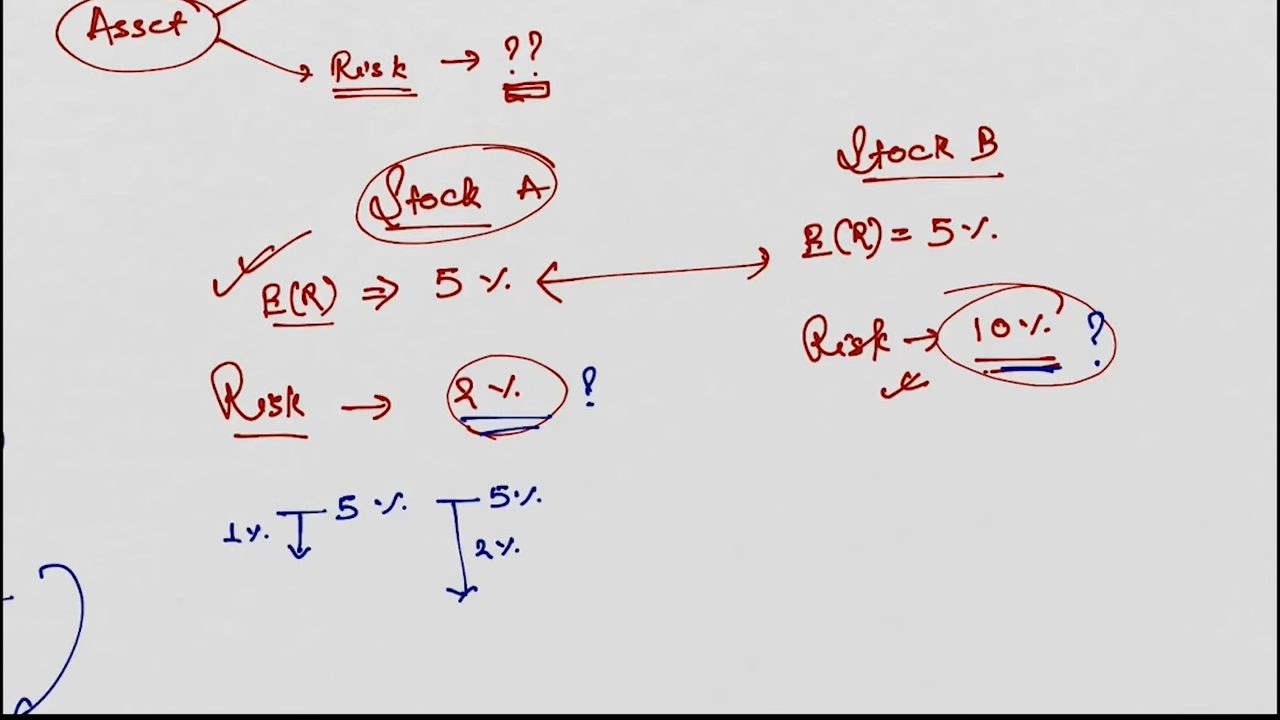 Asset
Risk → ??
Stock A
Stock B
E(R) ⇒ 5%
E(R) = 5%
Risk → 2% ?
Risk → 10% ?
1% 5%
5% 2%